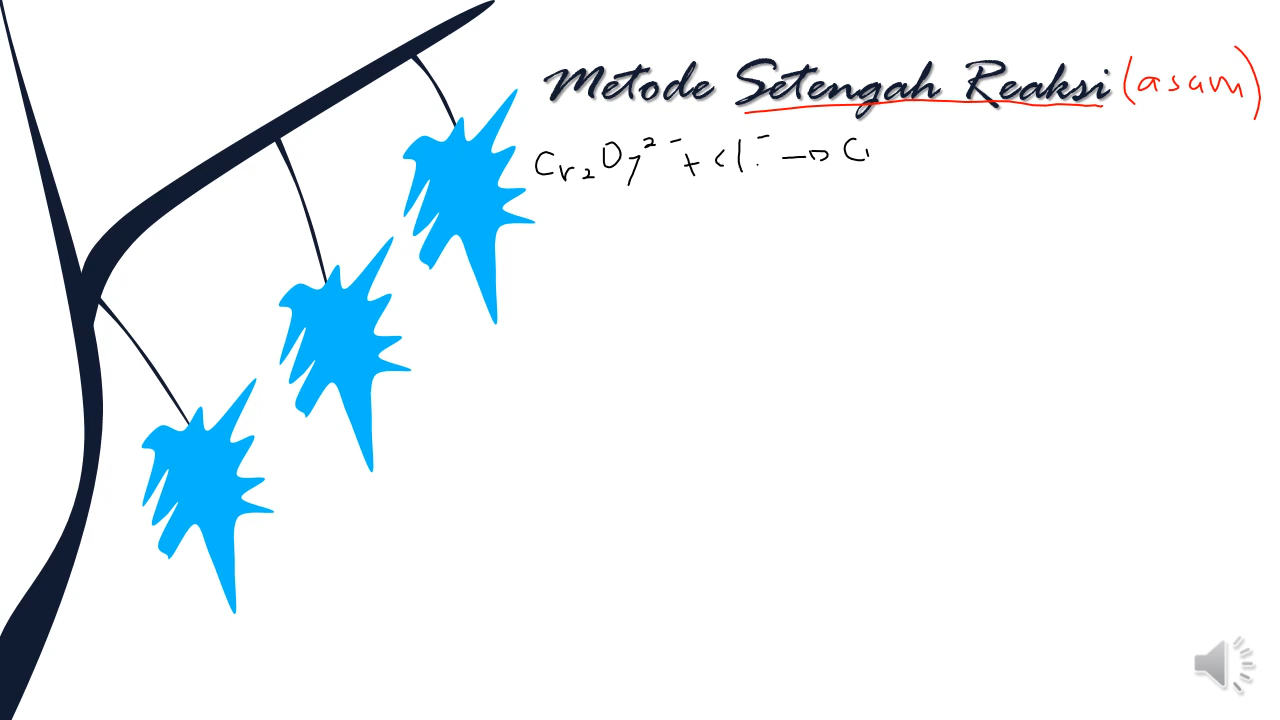 Metode Setengah Reaksi (asam)
Cr₂O₇²⁻ + Cl⁻ → C